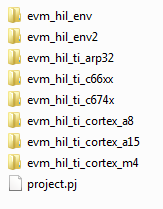 evm_hil_env
evm_hil_env2
evm_hil_ti_arp32
evm_hil_ti_c66xx
evm_hil_ti_c674x
evm_hil_ti_cortex_a8
evm_hil_ti_cortex_a15
evm_hil_ti_cortex_m4
project.pj